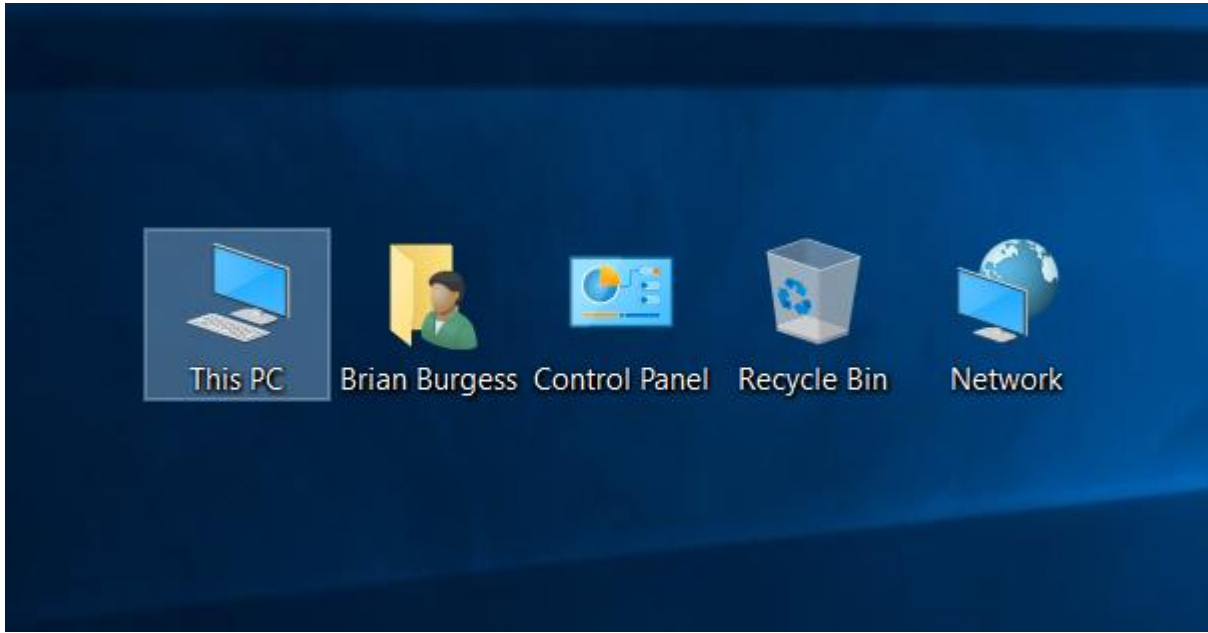 This PC
Brian Burgess
Control Panel
Recycle Bin
Network